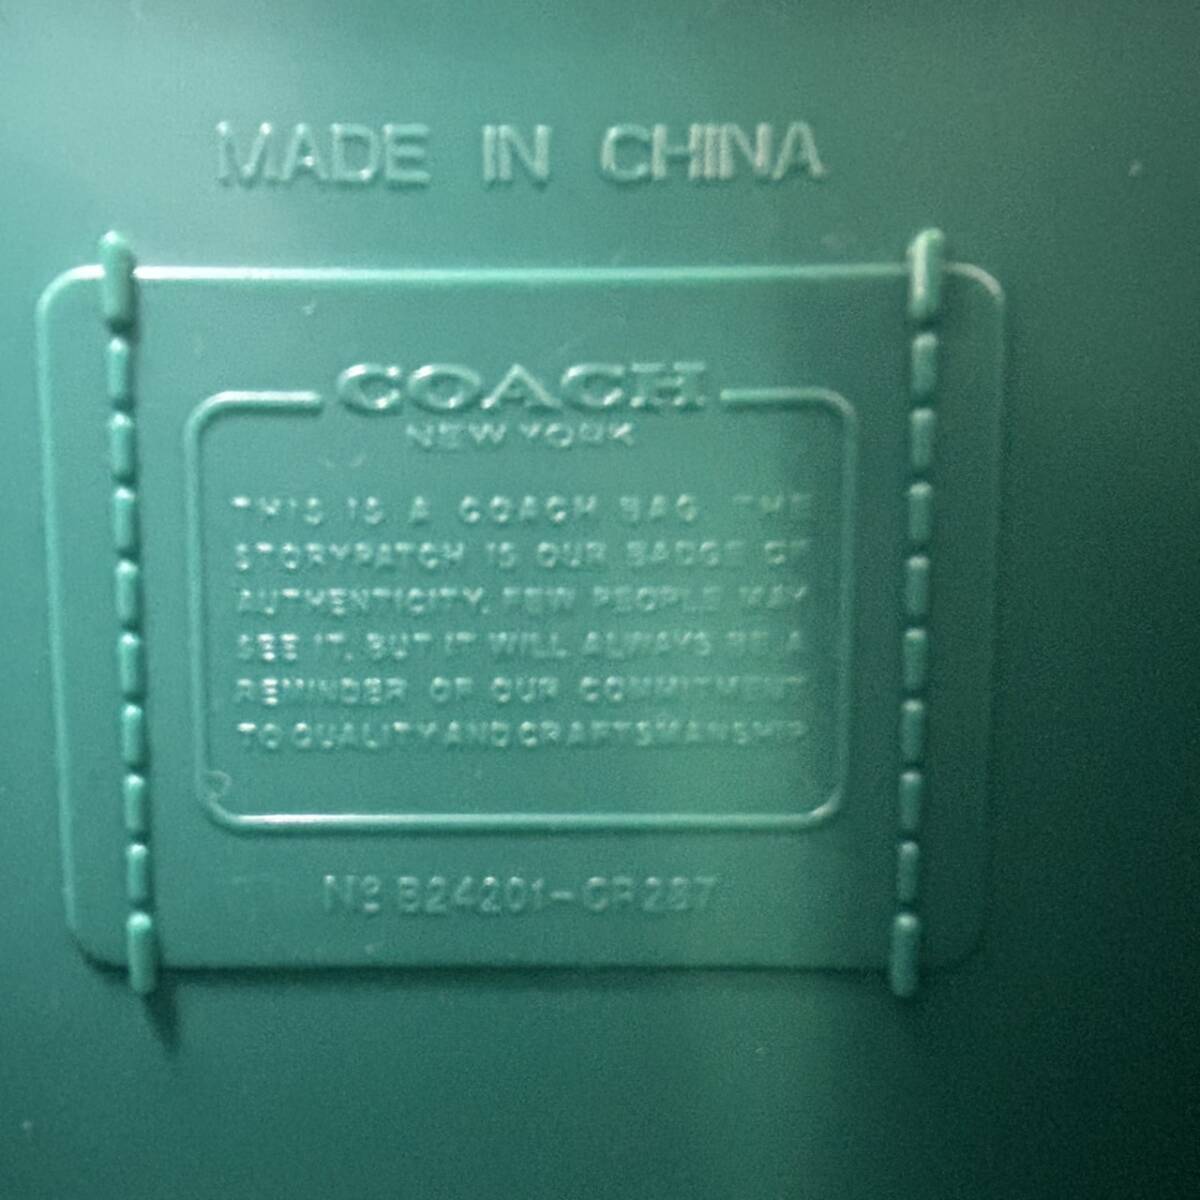 MADE IN CHINA
COACH
NEW YORK
THIS IS A COACH BAG. THE
STORYPATCH IS OUR BADGE OF
AUTHENTICITY. FEW PEOPLE MAY
SEE IT, BUT IT WILL ALWAYS BE A
REMINDER OF OUR COMMITMENT
TO QUALITY AND CRAFTSMANSHIP
Nº B24201-CR287